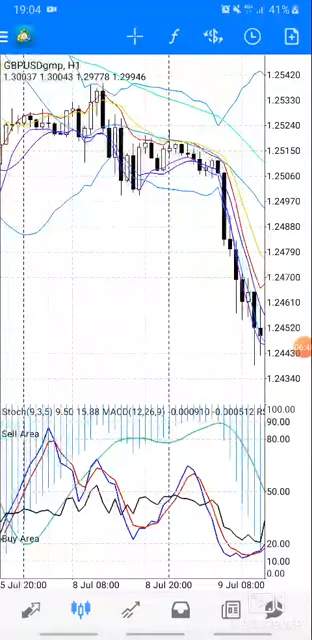 19:04
41%
GBPUSDgmp, H1
1.30037 1.30043 1.29778 1.29946
1.25420
1.25330
1.25240
1.25150
1.25060
1.24970
1.24880
1.24790
1.24700
1.24610
1.24520
1.24430
1.24340
Stoch(9,3,5) 9.50 15.88 MACD(12,26,9) -0.000910 -0.000512
100.00
90.00
Sell Area
80.00
50.00
Buy Area
20.00
10.00
0.00
5 Jul 20:00
8 Jul 08:00
8 Jul 20:00
9 Jul 08:00